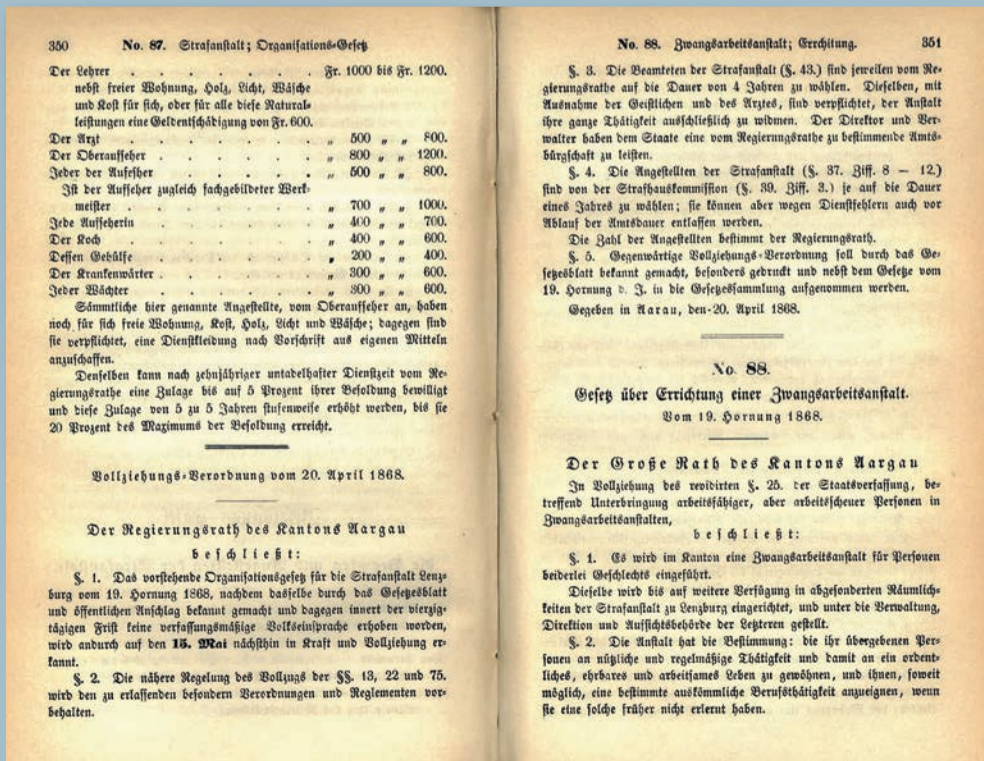 350 No. 87. Strafanstalt; Organisations-Gesetz
Der Lehrer . . . . . . . Fr. 1000 bis Fr. 1200.
nebst freier Wohnung, Holz, Licht, Wäsche
und Kost für sich, oder für alle diese Natural-
leistungen eine Geldentschädigung von Fr. 600.
Der Arzt . . . . . . . „ 500 „ „ 800.
Der Oberaufseher . . . . . . „ 800 „ „ 1200.
Jeder der Aufseher . . . . . „ 500 „ „ 800.
Ist der Aufseher zugleich fachgebildeter Werk-
meister . . . . . . . „ 700 „ „ 1000.
Jede Aufseherin . . . . . . „ 400 „ 700.
Der Koch . . . . . . . „ 400 „ „ 600.
Dessen Gehülfe . . . . . . „ 200 „ „ 400.
Der Krankenwärter . . . . . . „ 300 „ „ 600.
Jeder Wächter . . . . . . „ 300 „ „ 600.
Sämmtliche hier genannte Angestellte, vom Oberaufseher an, haben
noch für sich freie Wohnung, Kost, Holz, Licht und Wäsche; dagegen sind
sie verpflichtet, eine Dienstkleidung nach Vorschrift aus eigenen Mitteln
anzuschaffen.
Denselben kann nach zehnjähriger untadelhafter Dienstzeit vom Re-
gierungsrathe eine Zulage bis auf 5 Prozent ihrer Besoldung bewilligt
und diese Zulage von 5 zu 5 Jahren stufenweise erhöht werden, bis sie
20 Prozent des Maximums der Besoldung erreicht.
Vollziehungs-Verordnung vom 20. April 1868.
Der Regierungsrath des Kantons Aargau
beschließt:
§. 1. Das vorstehende Organisationsgesetz für die Strafanstalt Lenz-
burg vom 19. Hornung 1868, nachdem dasselbe durch das Gesetzesblatt
und öffentlichen Anschlag bekannt gemacht und dagegen innert der vierzig-
tägigen Frist keine verfassungsmäßige Volkseinsprache erhoben worden,
wird andurch auf den 15. Mai nächsthin in Kraft und Vollziehung er-
kannt.
§. 2. Die nähere Regelung des Vollzugs der §§. 13, 22 und 75.
wird den zu erlassenden besondern Verordnungen und Reglementen vor-
behalten.
No. 88. Zwangsarbeitsanstalt; Errchitung. 351
§. 3. Die Beamteten der Strafanstalt (§. 43.) sind jeweilen vom Re-
gierungsrathe auf die Dauer von 4 Jahren zu wählen. Dieselben, mit
Ausnahme der Geistlichen und des Arztes, sind verpflichtet, der Anstalt
ihre ganze Thätigkeit ausschließlich zu widmen. Der Direktor und Ver-
walter haben dem Staate eine vom Regierungsrathe zu bestimmende Amts-
bürgschaft zu leisten.
§. 4. Die Angestellten der Strafanstalt (§. 37. Ziff. 8 — 12.)
sind von der Strafhauskommission (§. 39. Ziff. 3.) je auf die Dauer
eines Jahres zu wählen; sie können aber wegen Dienstfehlern auch vor
Ablauf der Amtsdauer entlassen werden.
Die Zahl der Angestellten bestimmt der Regierungsrath.
§. 5. Gegenwärtige Vollziehungs-Verordnung soll durch das Ge-
setzesblatt bekannt gemacht, besonders gedruckt und nebst dem Gesetze vom
19. Hornung d. J. in die Gesetzessammlung aufgenommen werden.
Gegeben in Aarau, den 20. April 1868.
No. 88.
Gesetz über Errichtung einer Zwangsarbeitsanstalt.
Vom 19. Hornung 1868.
Der Große Rath des Kantons Aargau
In Vollziehung des revidirten §. 25. der Staatsverfassung, be-
treffend Unterbringung arbeitsfähiger, aber arbeitsscheuer Personen in
Zwangsarbeitsanstalten,
beschließt:
§. 1. Es wird im Kanton eine Zwangsarbeitsanstalt für Personen
beiderlei Geschlechts eingeführt.
Dieselbe wird bis auf weitere Verfügung in abgesonderten Räumlich-
keiten der Strafanstalt zu Lenzburg eingerichtet, und unter die Verwaltung,
Direktion und Aufsichtsbehörde der Letzteren gestellt.
§. 2. Die Anstalt hat die Bestimmung: die ihr übergebenen Per-
sonen an nützliche und regelmäßige Thätigkeit und damit an ein ordent-
liches, ehrbares und arbeitsames Leben zu gewöhnen, und ihnen, soweit
möglich, eine bestimmte auskömmliche Berufsthätigkeit anzueignen, wenn
sie eine solche früher nicht erlernt haben.